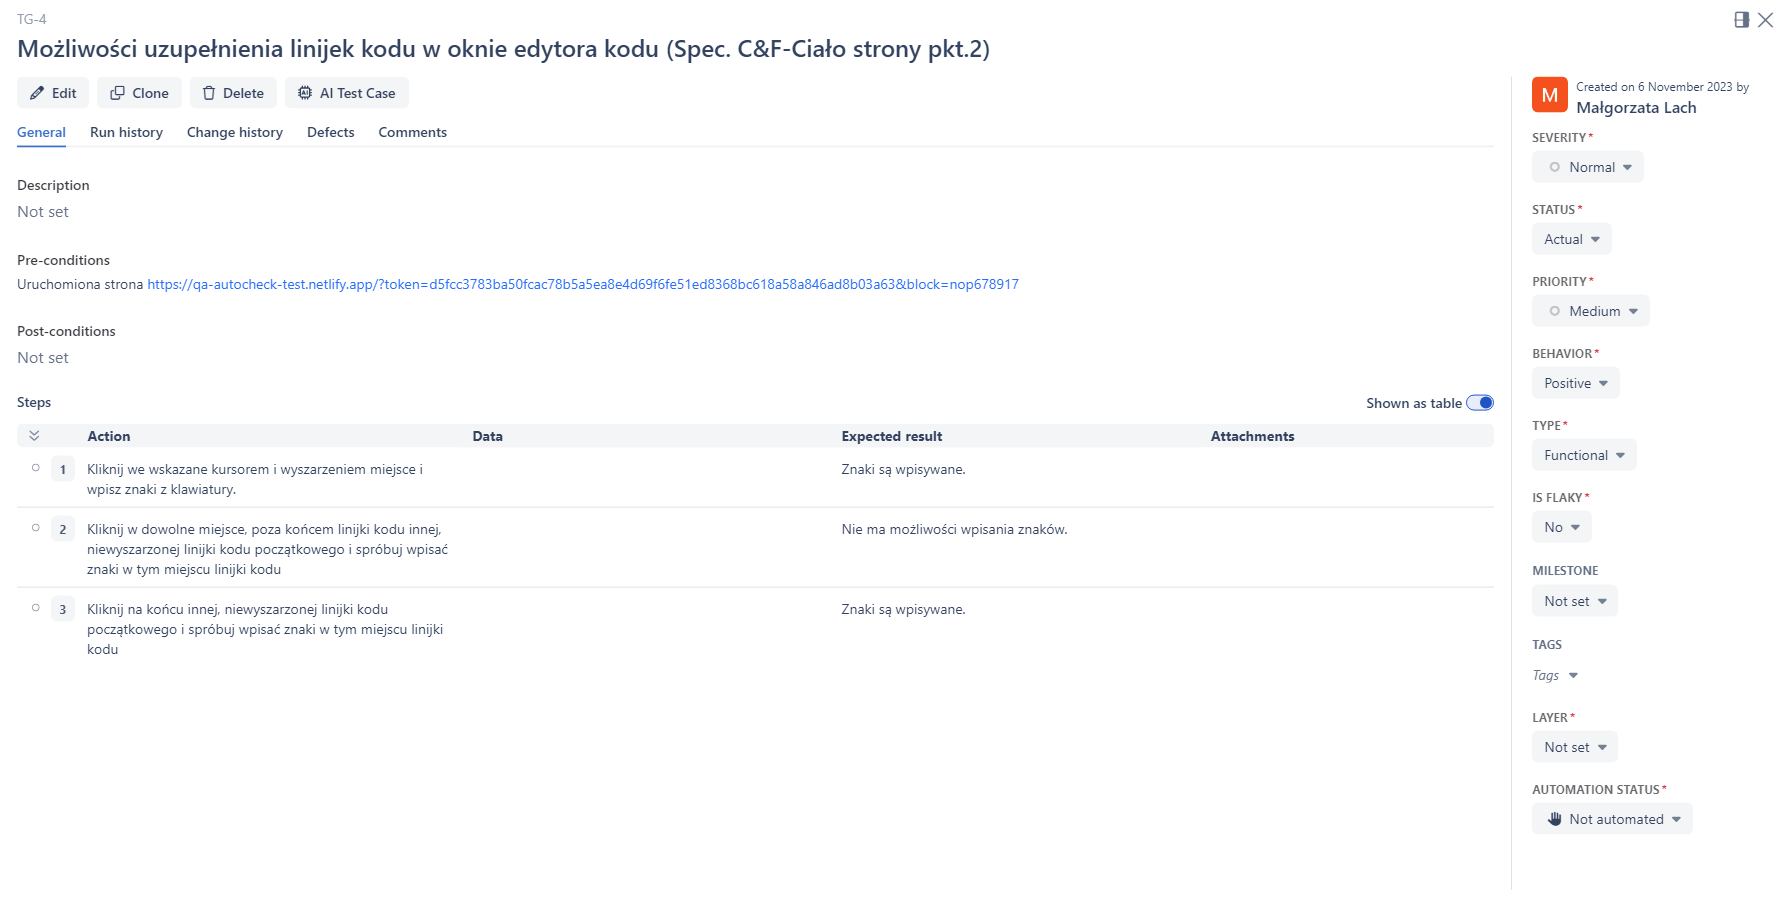 TG-4
Możliwości uzupełnienia linijek kodu w oknie edytora kodu (Spec. C&F-Ciało strony pkt.2)
Edit
Clone
Delete
AI Test Case
General
Run history
Change history
Defects
Comments
Description
Not set
Pre-conditions
Uruchomiona strona https://qa-autocheck-test.netlify.app/?token=d5fcc3783ba50fcac78b5a5ea8e4d69f6fe51ed8368bc618a58a846ad8b03a63&block=nop678917
Post-conditions
Not set
Steps
Shown as table
Action
Data
Expected result
Attachments
1
Kliknij we wskazane kursorem i wyszarzeniem miejsce i
wpisz znaki z klawiatury.
Znaki są wpisywane.
2
Kliknij w dowolne miejsce, poza końcem linijki kodu innej,
niewyszarzonej linijki kodu początkowego i spróbuj wpisać
znaki w tym miejscu linijki kodu
Nie ma możliwości wpisania znaków.
3
Kliknij na końcu innej, niewyszarzonej linijki kodu
początkowego i spróbuj wpisać znaki w tym miejscu linijki
kodu
Znaki są wpisywane.
M
Created on 6 November 2023 by
Małgorzata Lach
SEVERITY*
Normal
STATUS*
Actual
PRIORITY*
Medium
BEHAVIOR*
Positive
TYPE*
Functional
IS FLAKY*
No
MILESTONE
Not set
TAGS
Tags
LAYER*
Not set
AUTOMATION STATUS*
Not automated